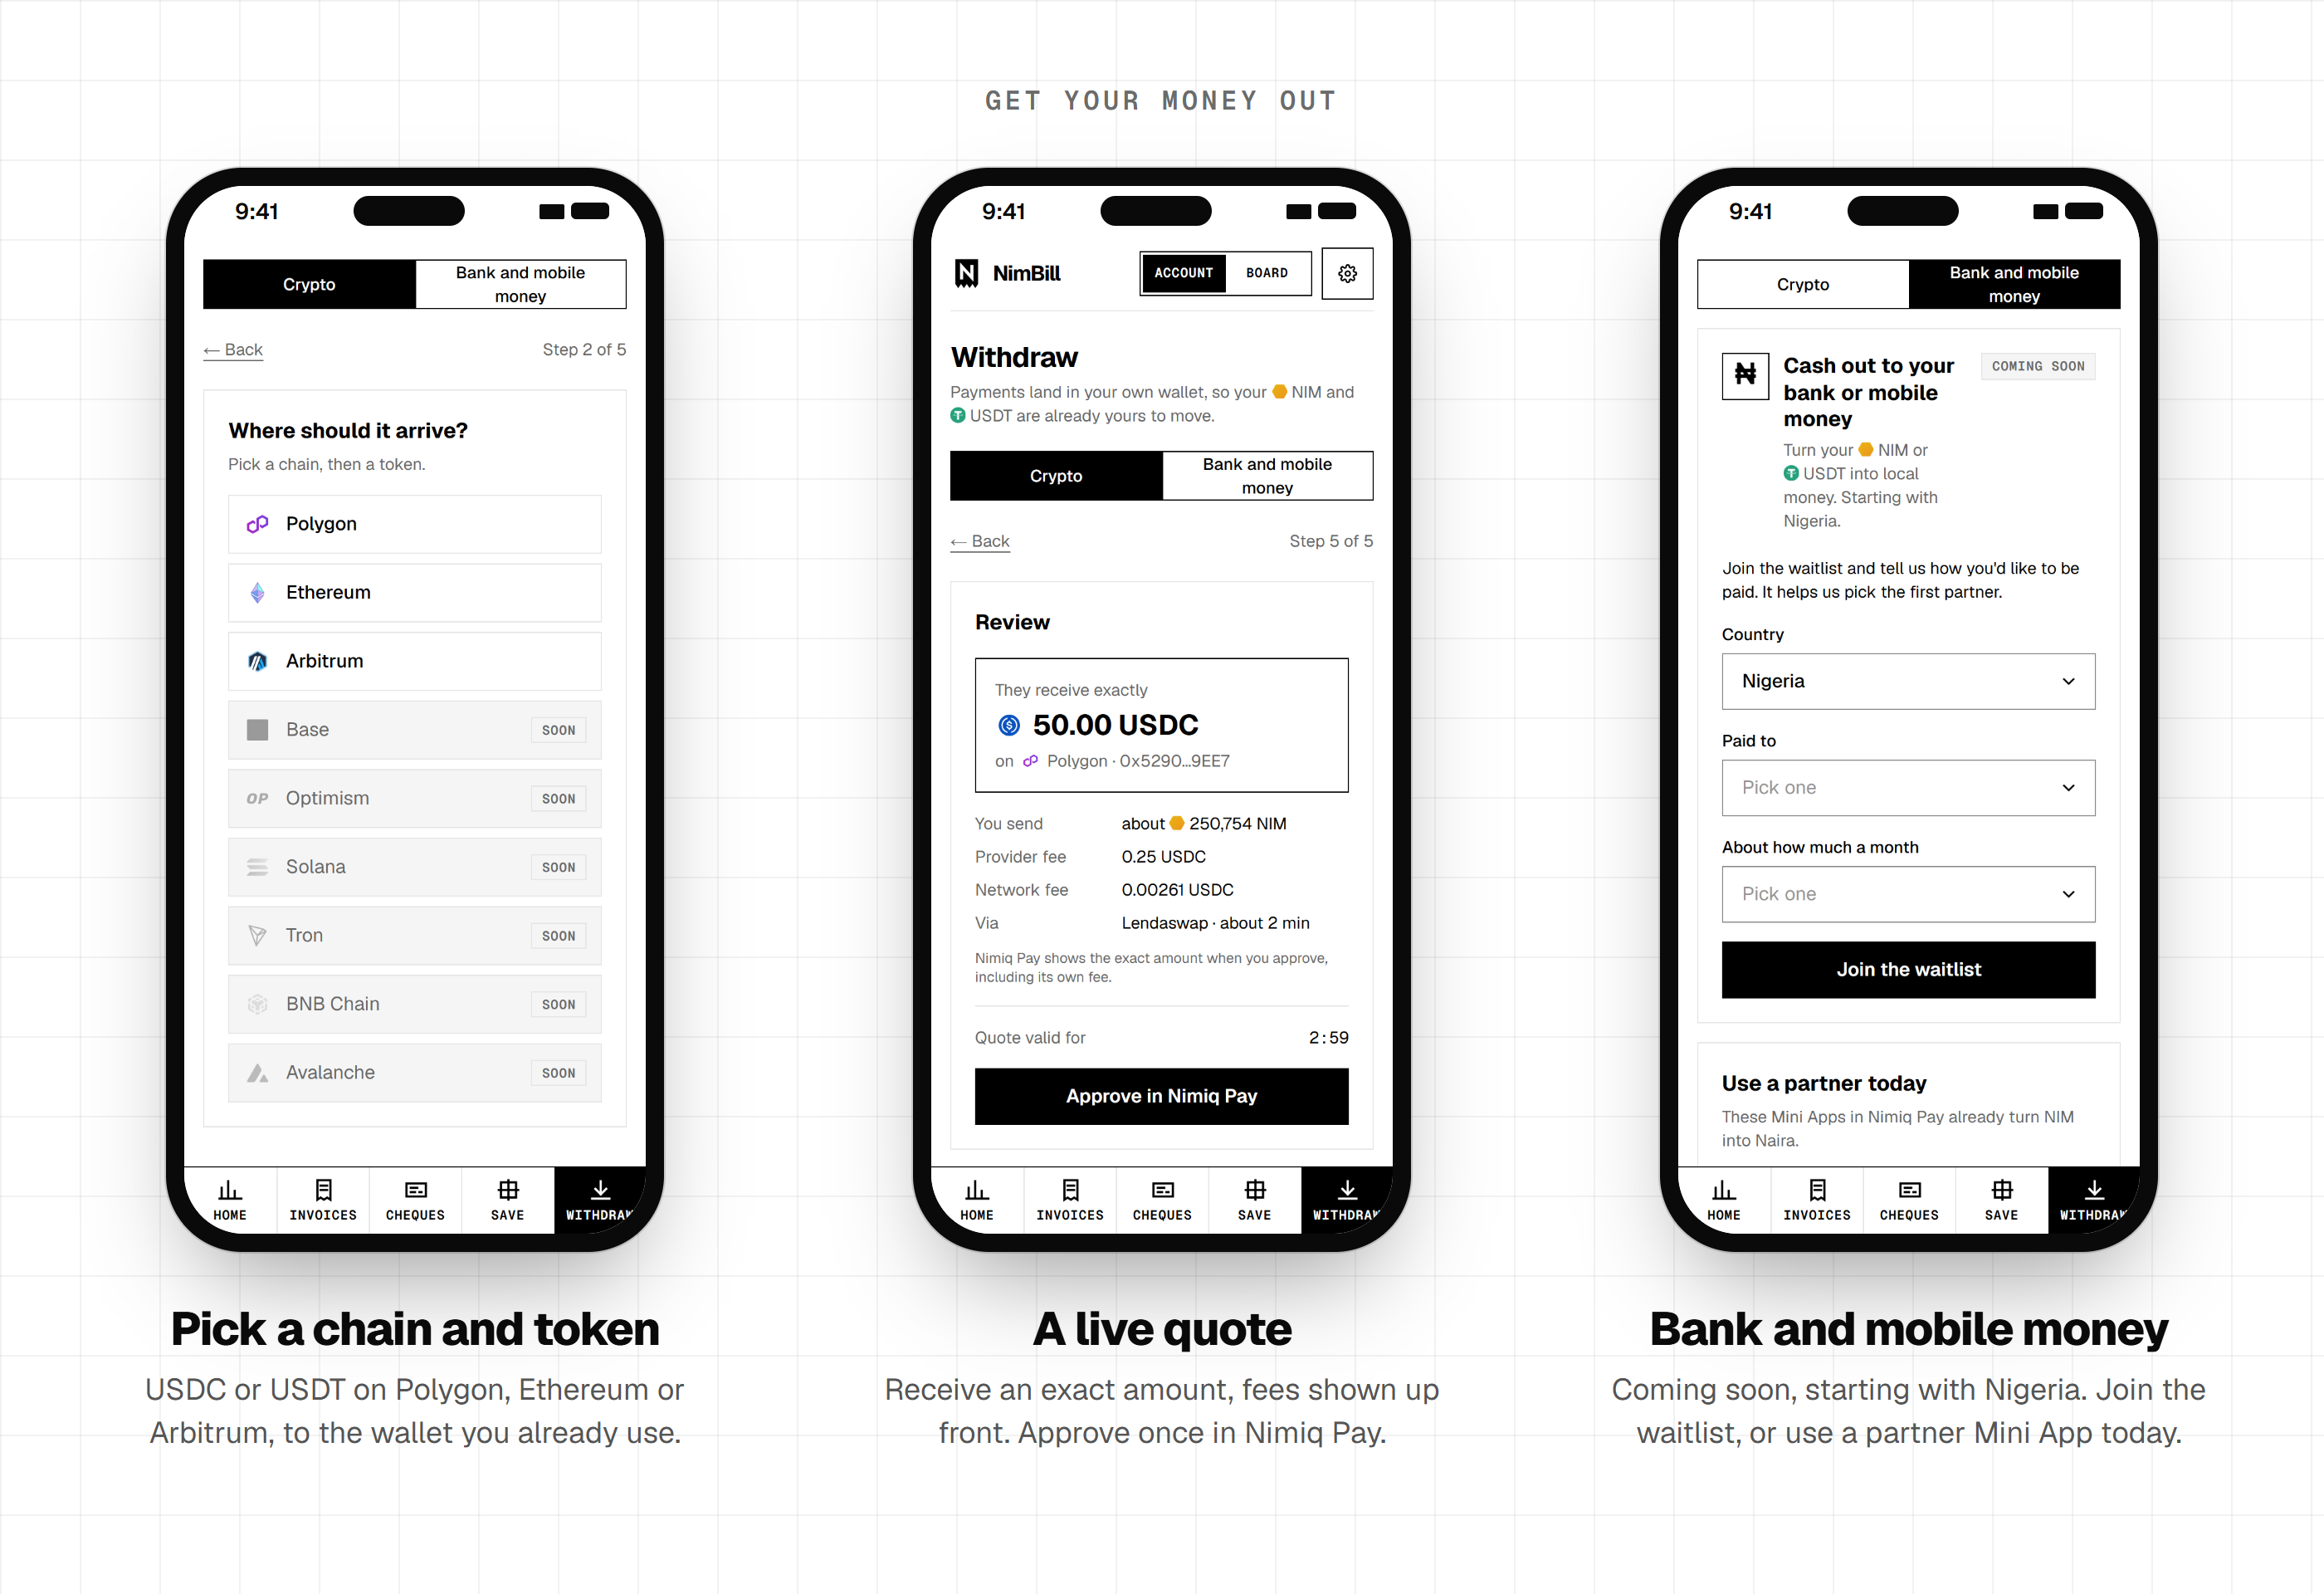 GET YOUR MONEY OUT
9:41
Crypto
Bank and mobile
money
← Back
Step 2 of 5
Where should it arrive?
Pick a chain, then a token.
Polygon
Ethereum
Arbitrum
Base SOON
OP Optimism SOON
Solana SOON
Tron SOON
BNB Chain SOON
Avalanche SOON
HOME INVOICES CHEQUES SAVE WITHDRAW
Pick a chain and token
USDC or USDT on Polygon, Ethereum or
Arbitrum, to the wallet you already use.
9:41
N NimBill
ACCOUNT BOARD
Withdraw
Payments land in your own wallet, so your NIM and
USDT are already yours to move.
Crypto
Bank and mobile
money
← Back
Step 5 of 5
Review
They receive exactly
50.00 USDC
on Polygon · 0x5290...9EE7
You send about 250,754 NIM
Provider fee 0.25 USDC
Network fee 0.00261 USDC
Via Lendaswap · about 2 min
Nimiq Pay shows the exact amount when you approve,
including its own fee.
Quote valid for 2:59
Approve in Nimiq Pay
HOME INVOICES CHEQUES SAVE WITHDRAW
A live quote
Receive an exact amount, fees shown up
front. Approve once in Nimiq Pay.
9:41
Crypto
Bank and mobile
money
₦
Cash out to your
bank or mobile
money
COMING SOON
Turn your NIM or
USDT into local
money. Starting with
Nigeria.
Join the waitlist and tell us how you'd like to be
paid. It helps us pick the first partner.
Country
Nigeria
Paid to
Pick one
About how much a month
Pick one
Join the waitlist
Use a partner today
These Mini Apps in Nimiq Pay already turn NIM
into Naira.
HOME INVOICES CHEQUES SAVE WITHDRAW
Bank and mobile money
Coming soon, starting with Nigeria. Join the
waitlist, or use a partner Mini App today.